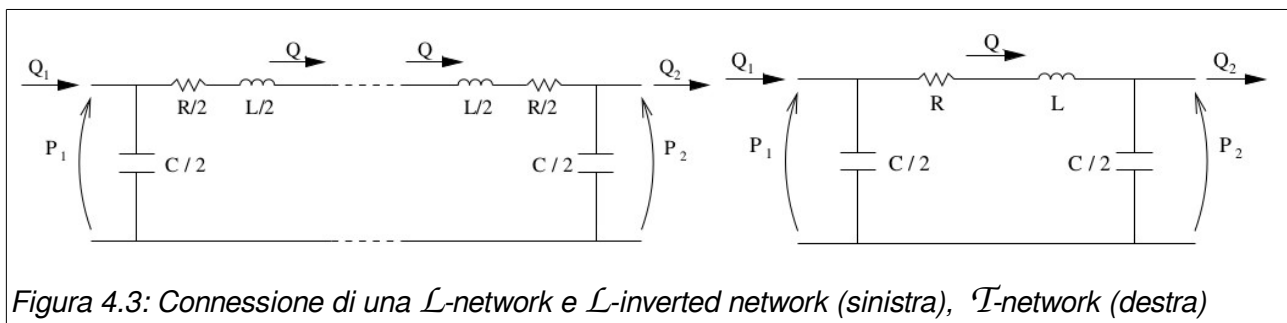 Q₁
Q
Q
Q₂
R/2
L/2
L/2
R/2
P₁
C / 2
C / 2
P₂
Q₁
Q
Q₂
R
L
P₁
C / 2
C / 2
P₂
Figura 4.3: Connessione di una ℒ-network e ℒ-inverted network (sinistra), 𝒯-network (destra)